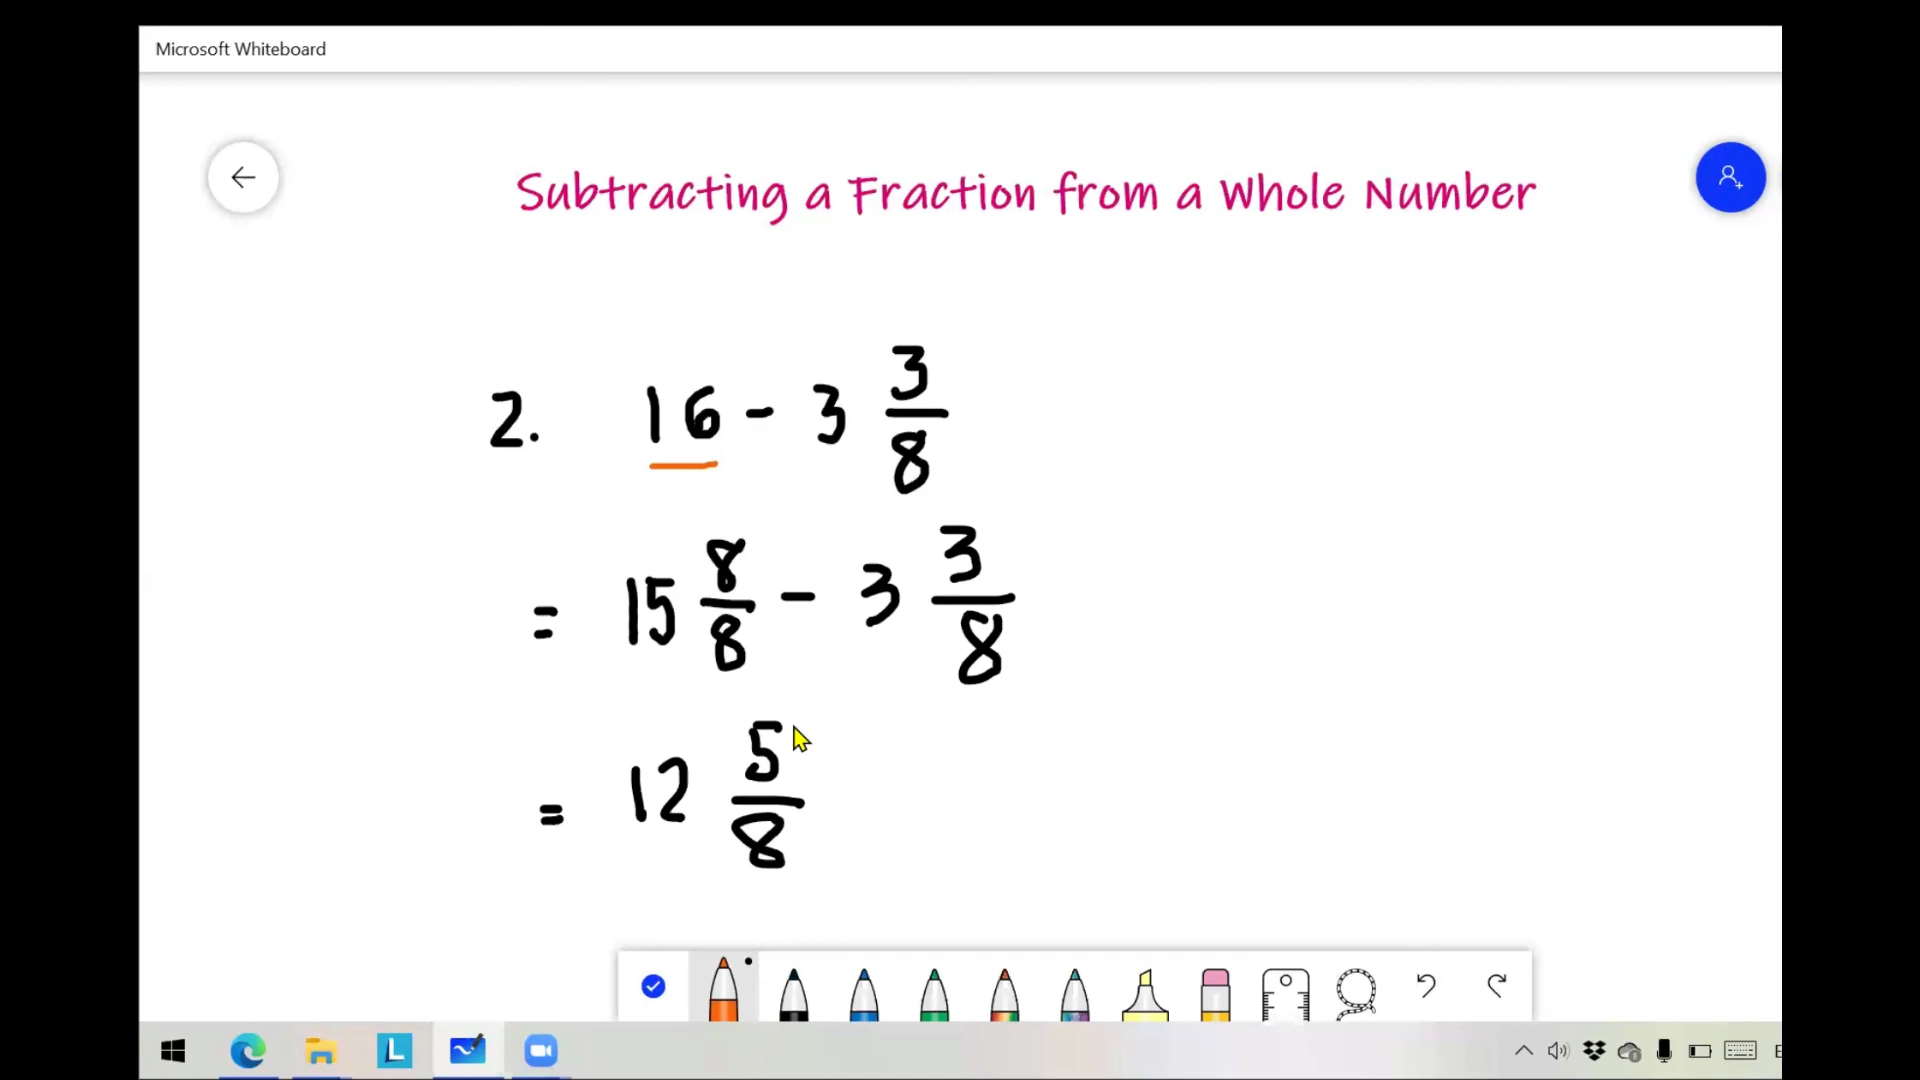 Microsoft Whiteboard
Subtracting a Fraction from a Whole Number
2. 16 - 3 3/8
= 15 8/8 - 3 3/8
= 12 5/8
L